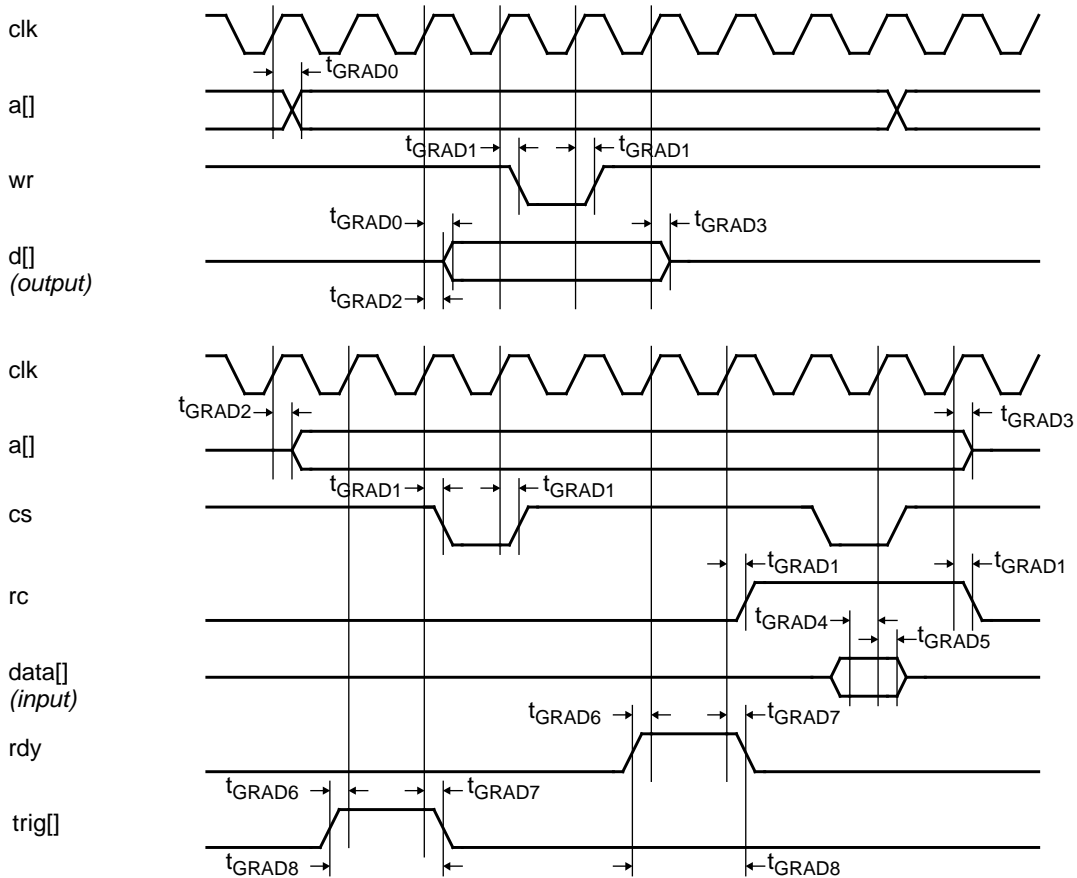 clk
tGRAD0
a[]
tGRAD1 tGRAD1
wr
tGRAD0 tGRAD3
d[]
(output)
tGRAD2
clk
tGRAD2 tGRAD3
a[]
tGRAD1 tGRAD1
cs
tGRAD1 tGRAD1
rc
tGRAD4
tGRAD5
data[]
(input)
tGRAD6 tGRAD7
rdy
tGRAD6 tGRAD7
trig[]
tGRAD8 tGRAD8